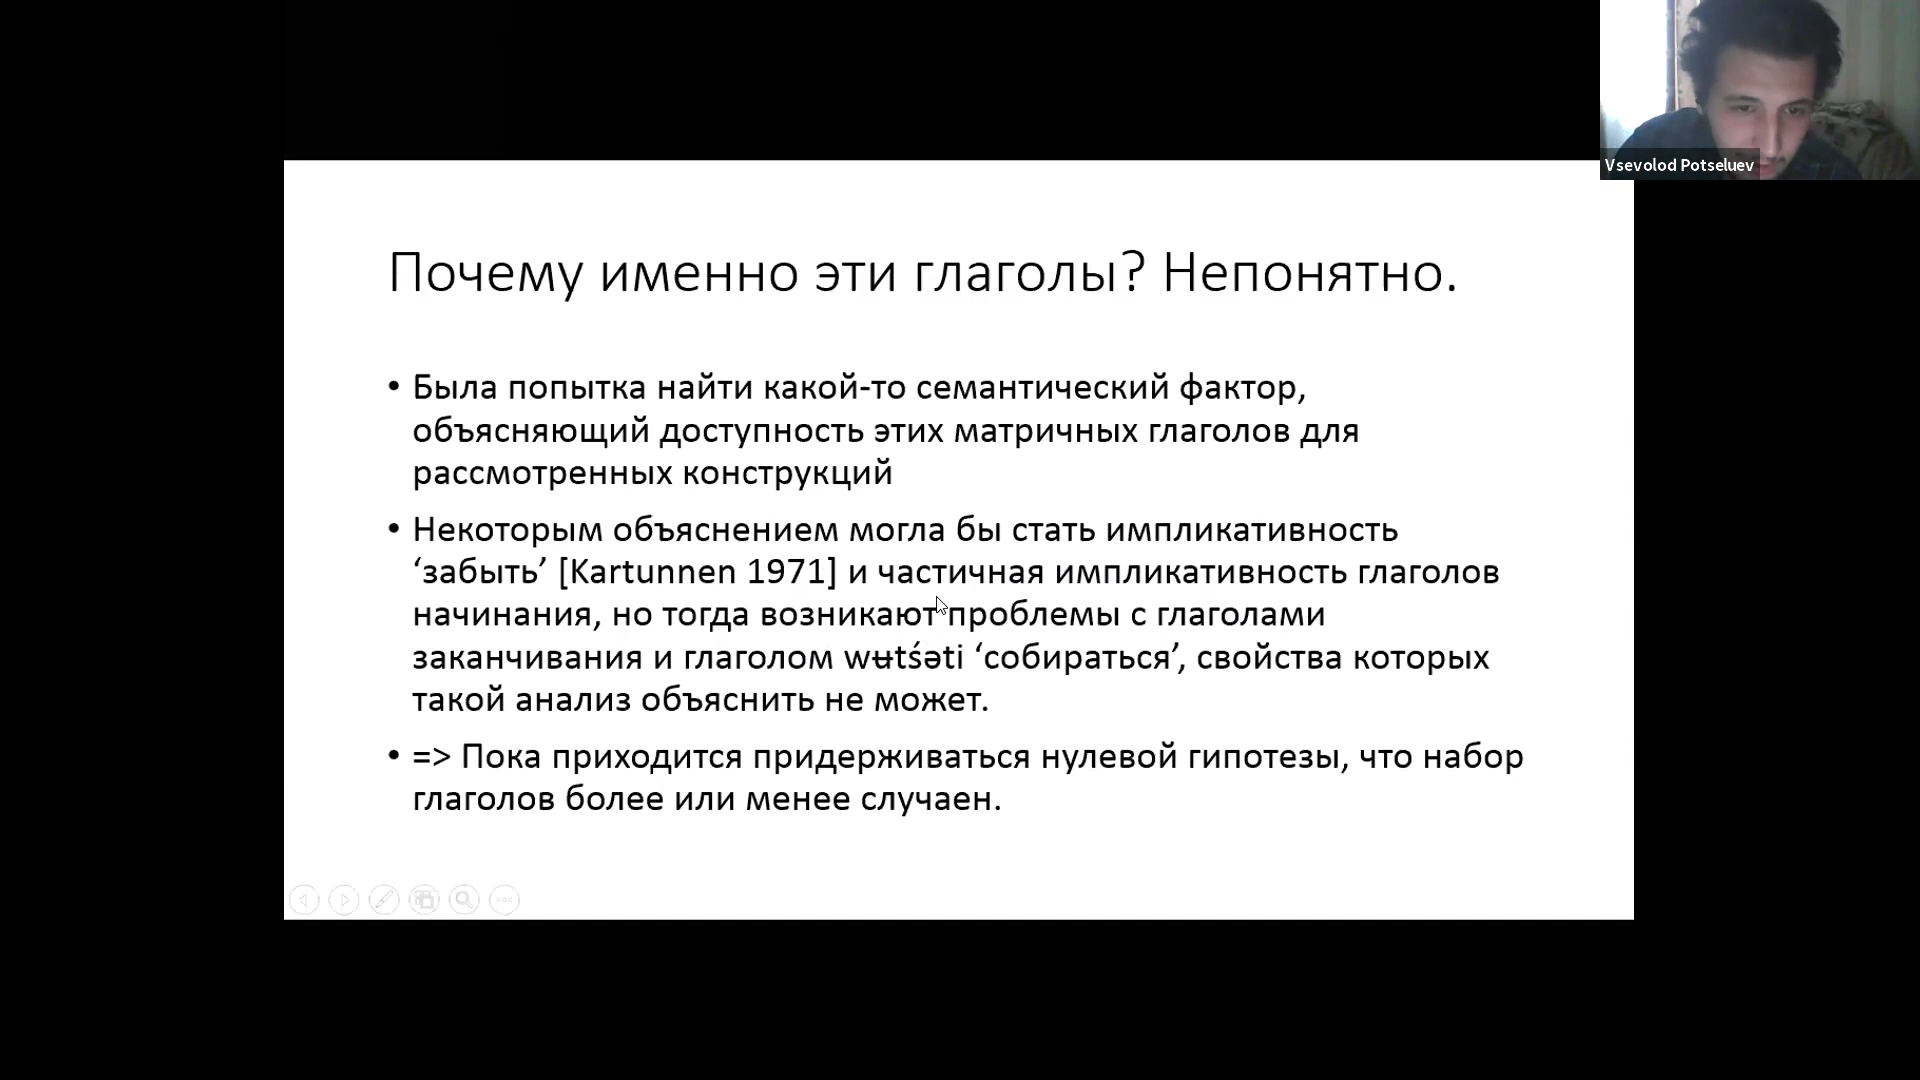 Vsevolod Potseluev
Почему именно эти глаголы? Непонятно.
• Была попытка найти какой-то семантический фактор,
объясняющий доступность этих матричных глаголов для
рассмотренных конструкций
• Некоторым объяснением могла бы стать импликативность
‘забыть’ [Kartunnen 1971] и частичная импликативность глаголов
начинания, но тогда возникают проблемы с глаголами
заканчивания и глаголом wʉtśəti ‘собираться’, свойства которых
такой анализ объяснить не может.
• => Пока приходится придерживаться нулевой гипотезы, что набор
глаголов более или менее случаен.